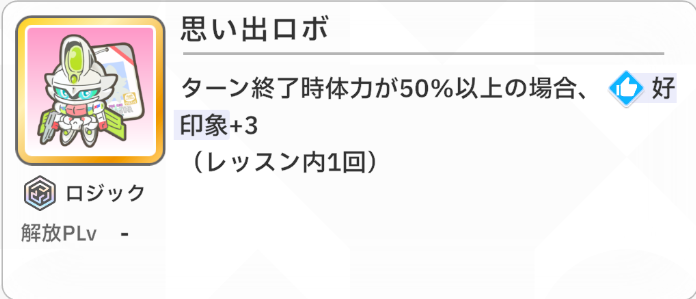 思い出ロボ
ターン終了時体力が50%以上の場合、 好
印象+3
（レッスン内1回）
ロジック
解放PLv -